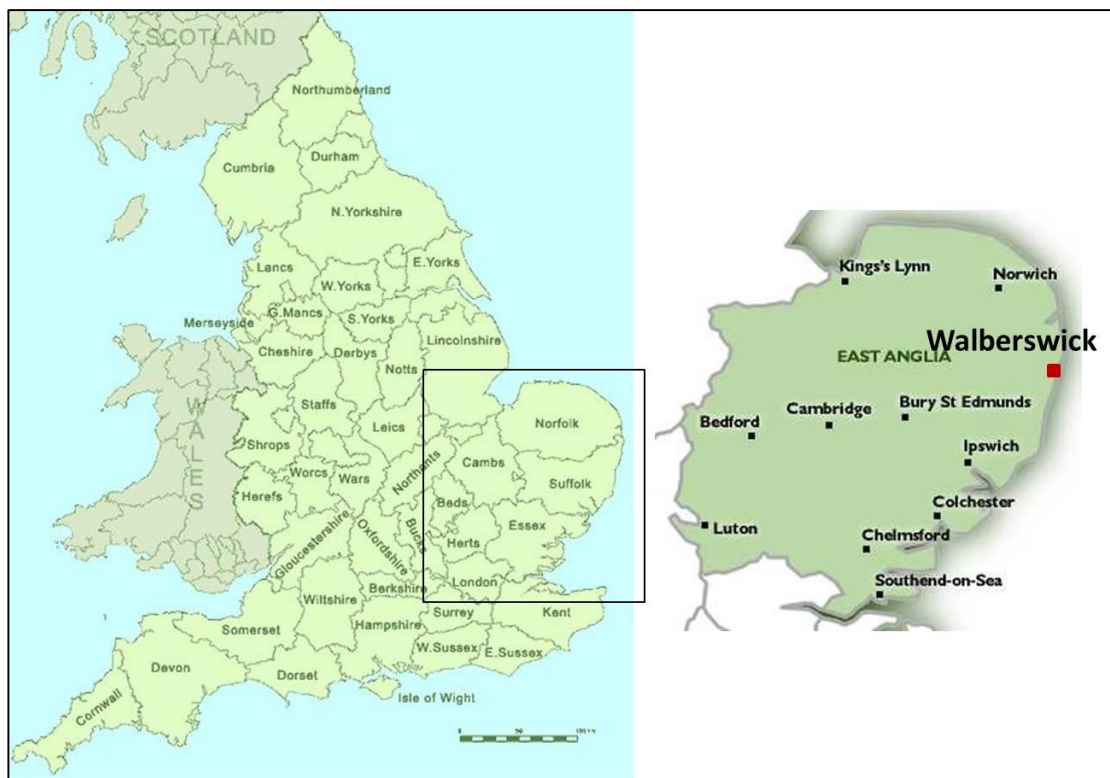 SCOTLAND
Northumberland
Durham
Cumbria
N.Yorkshire
E.Yorks
Lancs
W.Yorks
G.Mancs
S.Yorks
Merseyside
Lincolnshire
Cheshire
Derbys
Notts
WALES
Staffs
Shrops
Leics
Norfolk
Worcs
Wars
Northants
Cambs
Herefs
Suffolk
Beds
Gloucestershire
Oxfordshire
Bucks
Essex
Herts
London
Berkshire
Wiltshire
Surrey
Kent
Hampshire
Somerset
W.Sussex
E.Sussex
Devon
Dorset
Cornwall
Isle of Wight
King's Lynn
Norwich
Walberswick
EAST ANGLIA
Bury St Edmunds
Cambridge
Bedford
Ipswich
Colchester
Luton
Chelmsford
Southend-on-Sea